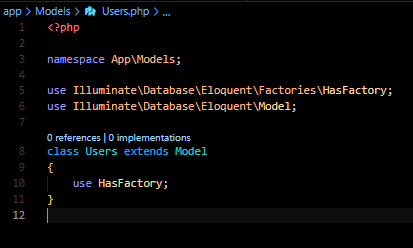 app > Models > Users.php > ...
1 <?php
2
3 namespace App\Models;
4
5 use Illuminate\Database\Eloquent\Factories\HasFactory;
6 use Illuminate\Database\Eloquent\Model;
7
0 references | 0 implementations
8 class Users extends Model
9 {
10 use HasFactory;
11 }
12